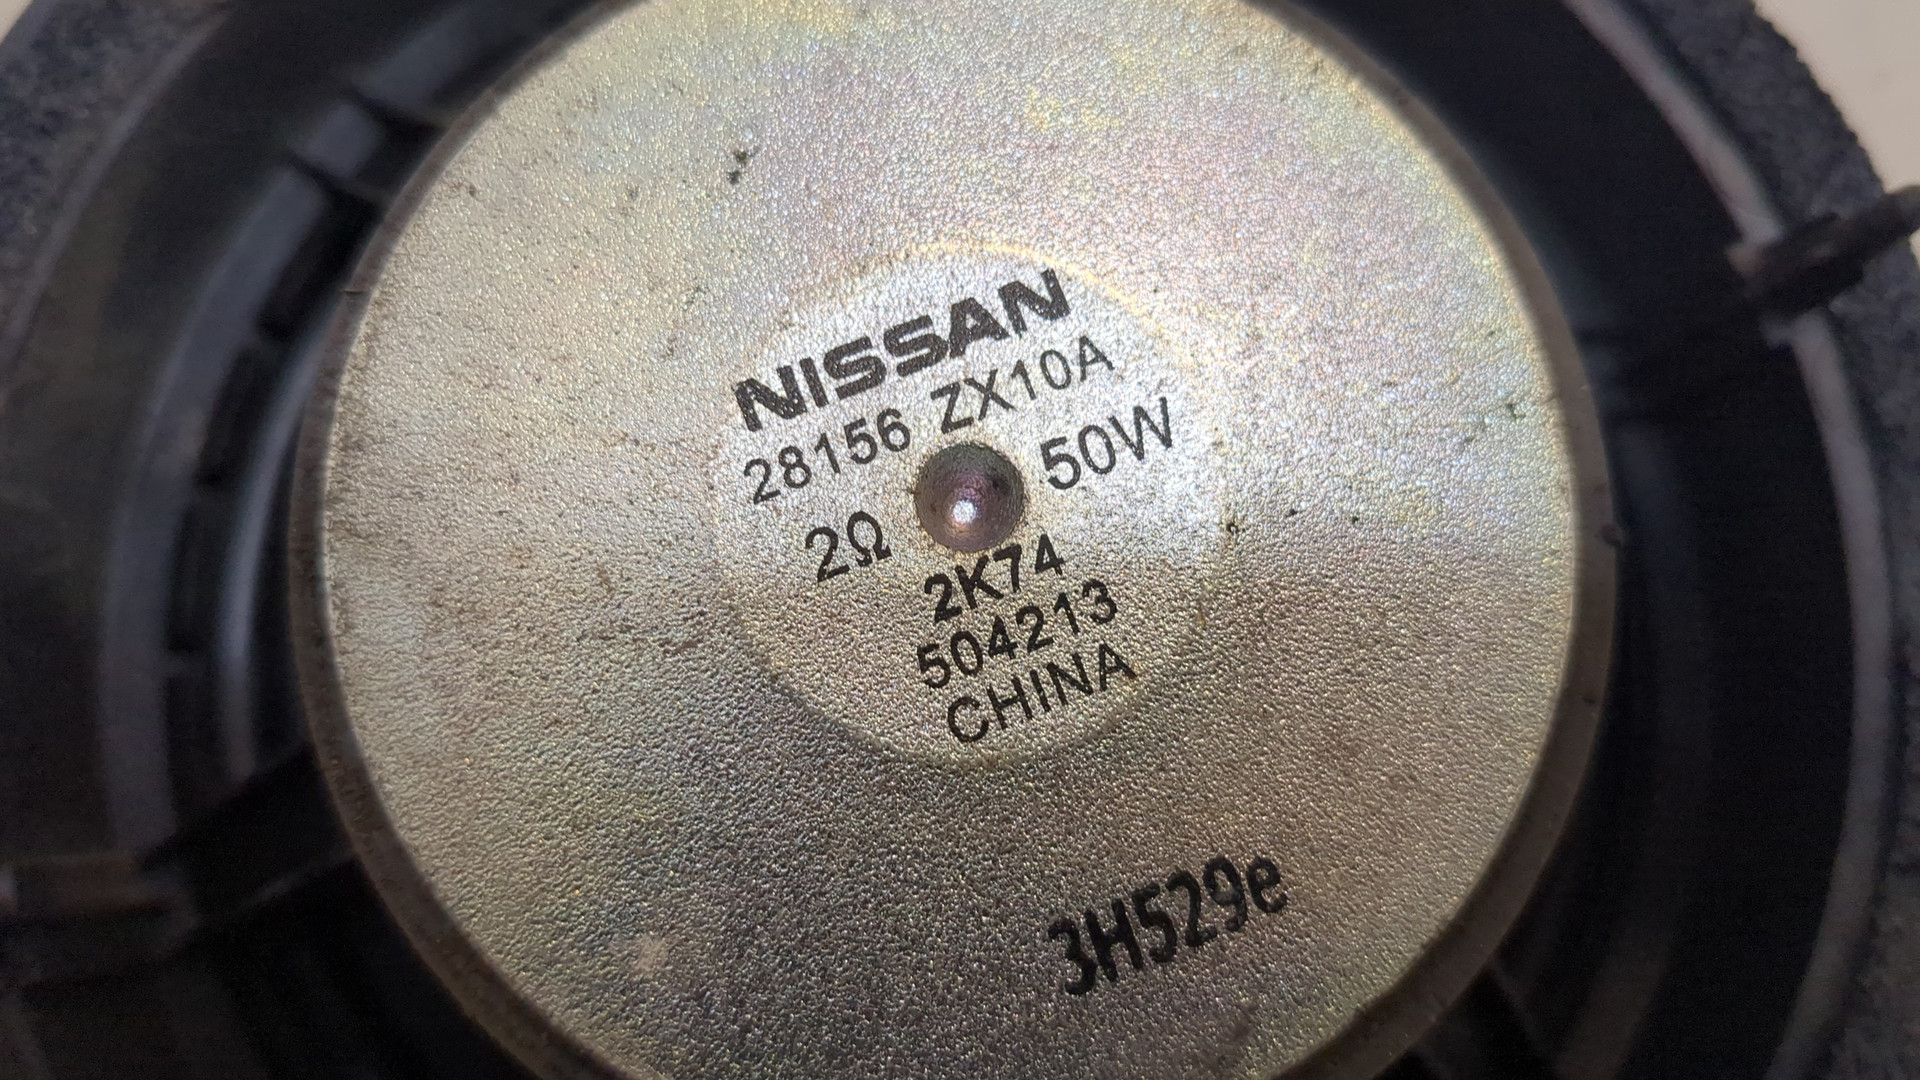 NISSAN
28156 ZX10A
2Ω 50W
2K74
504213
CHINA
3H529e